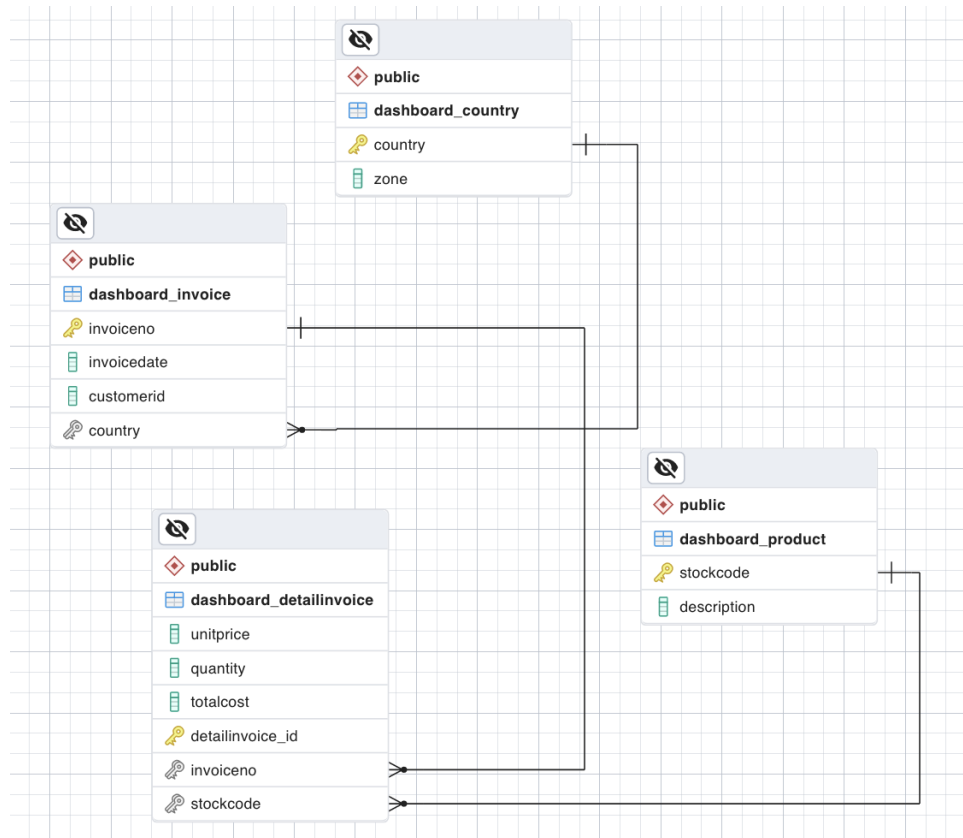 public
dashboard_country
country
zone
public
dashboard_invoice
invoiceno
invoicedate
customerid
country
public
dashboard_product
stockcode
description
public
dashboard_detailinvoice
unitprice
quantity
totalcost
detailinvoice_id
invoiceno
stockcode